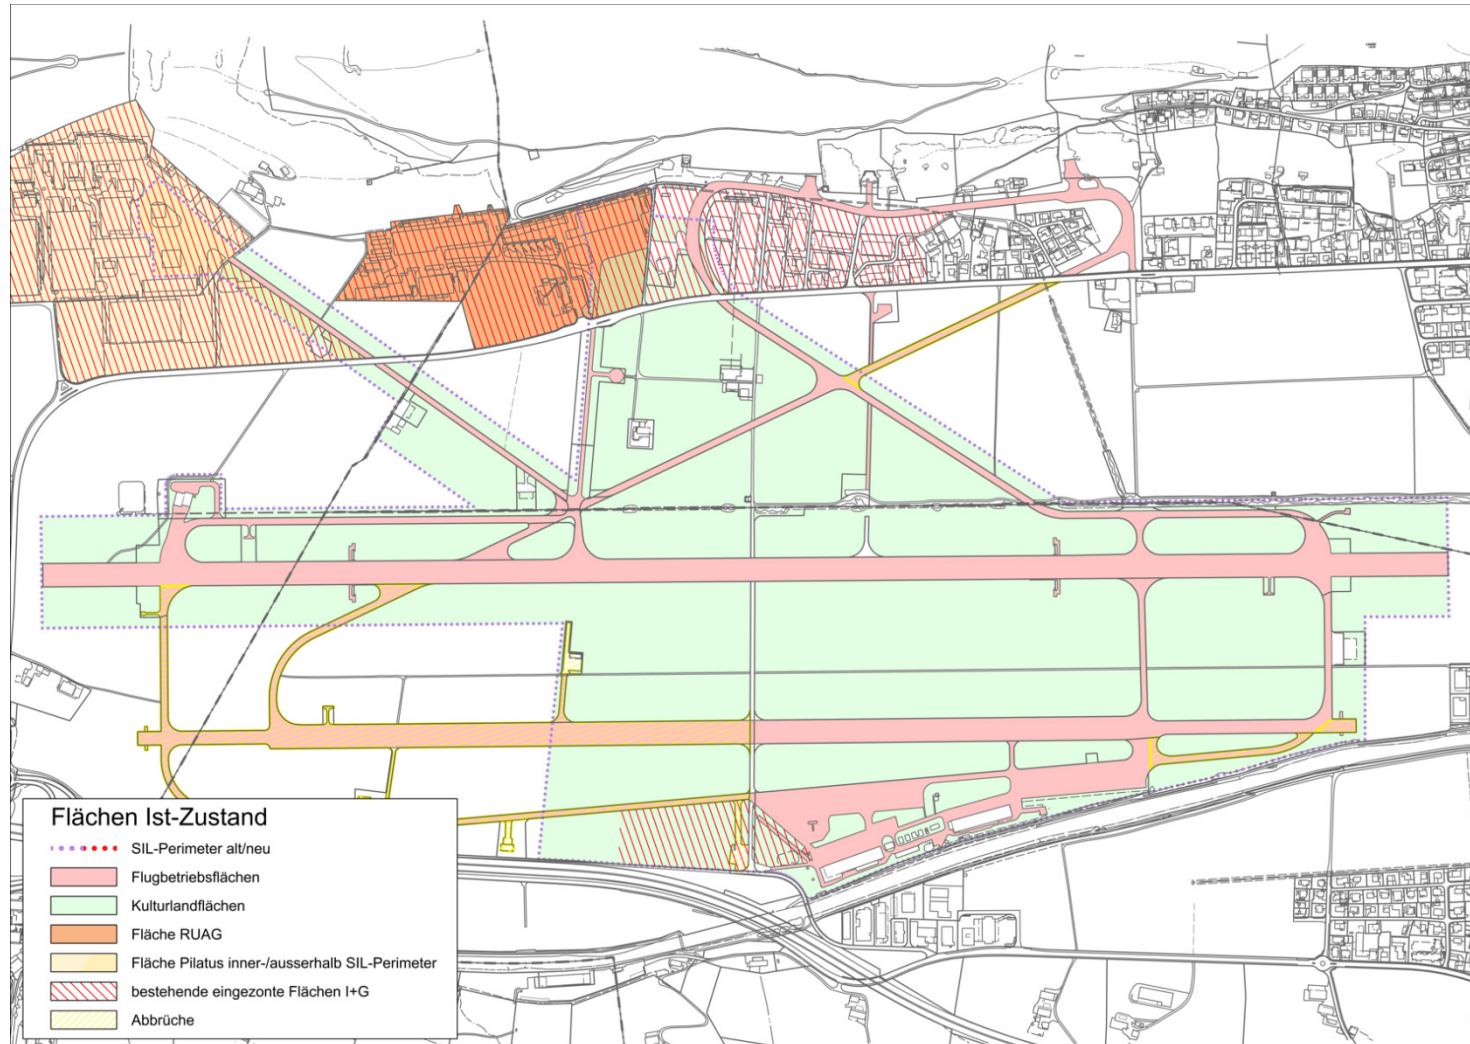 Flächen Ist-Zustand
SIL-Perimeter alt/neu
Flugbetriebsflächen
Kulturlandflächen
Fläche RUAG
Fläche Pilatus inner-/ausserhalb SIL-Perimeter
bestehende eingezonte Flächen I+G
Abbrüche